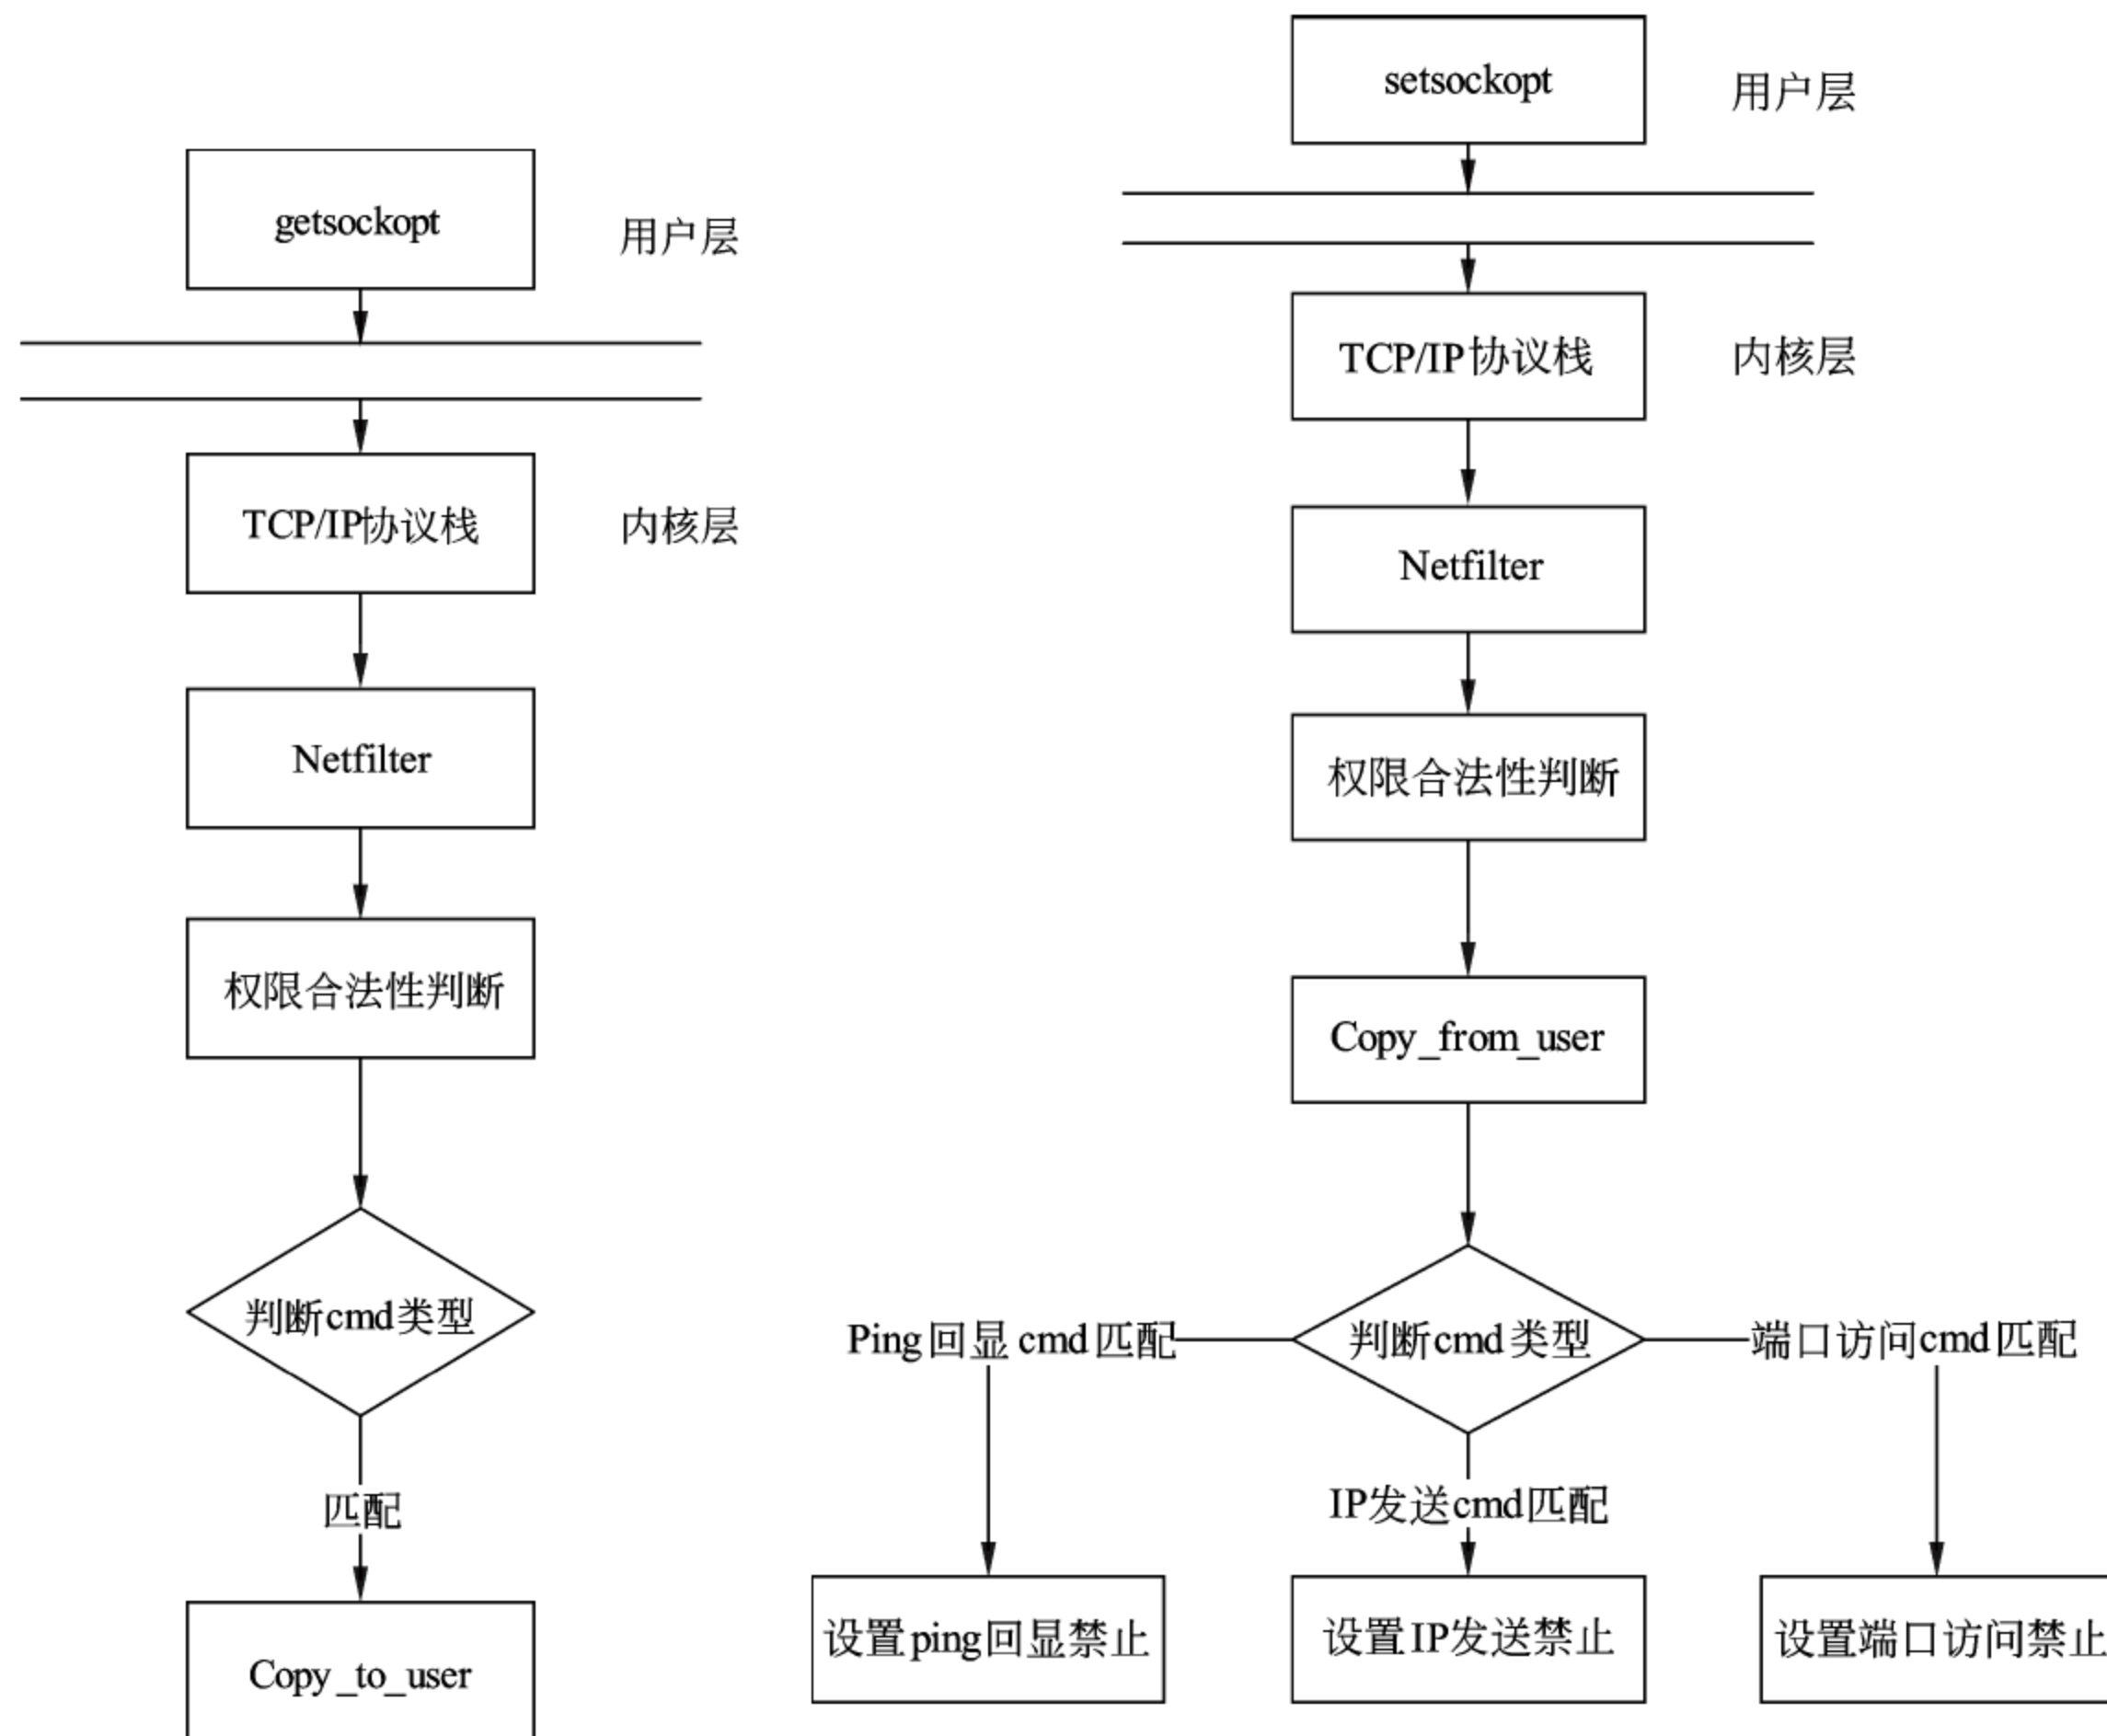 getsockopt
用户层
TCP/IP协议栈
内核层
Netfilter
权限合法性判断
判断cmd类型
匹配
Copy_to_user
setsockopt
用户层
TCP/IP协议栈
内核层
Netfilter
权限合法性判断
Copy_from_user
Ping回显cmd匹配
判断cmd类型
端口访问cmd匹配
IP发送cmd匹配
设置ping回显禁止
设置IP发送禁止
设置端口访问禁止